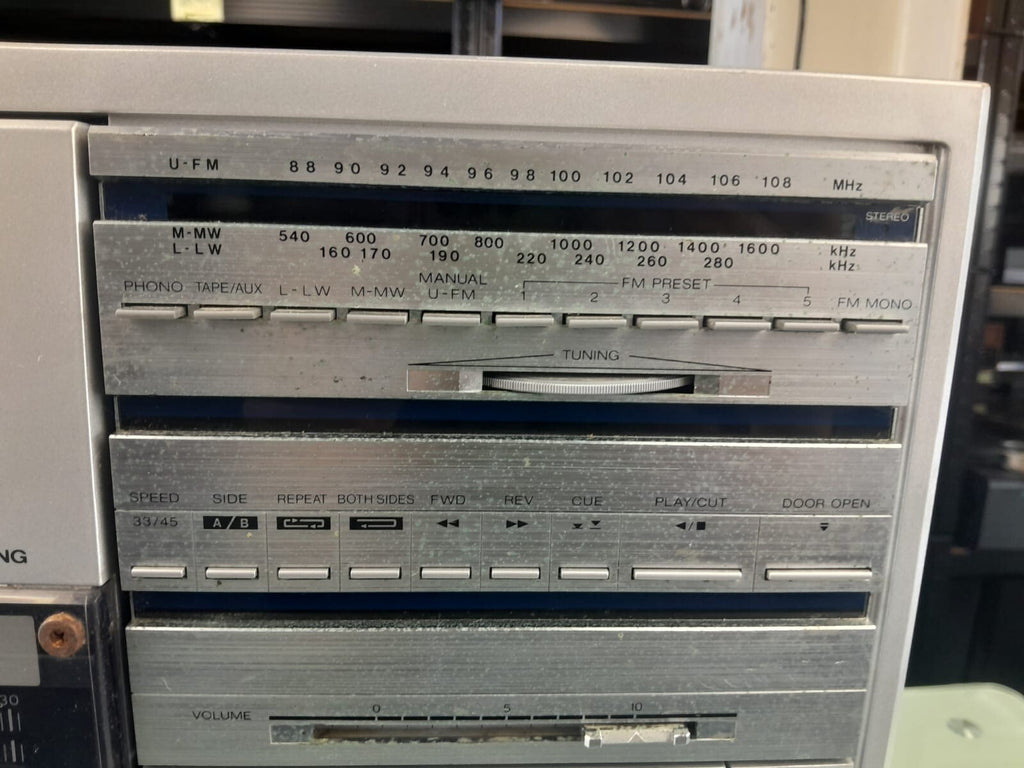 U-FM 88 90 92 94 96 98 100 102 104 106 108 MHz
STEREO
M-MW 540 600 700 800 1000 1200 1400 1600 kHz
L-LW 160 170 190 220 240 260 280 kHz
PHONO TAPE/AUX L-LW M-MW MANUAL U-FM FM PRESET 1 2 3 4 5 FM MONO
TUNING
SPEED SIDE REPEAT BOTH SIDES FWD REV CUE PLAY/CUT DOOR OPEN
33/45 A/B
NG
30
0 5 10
VOLUME